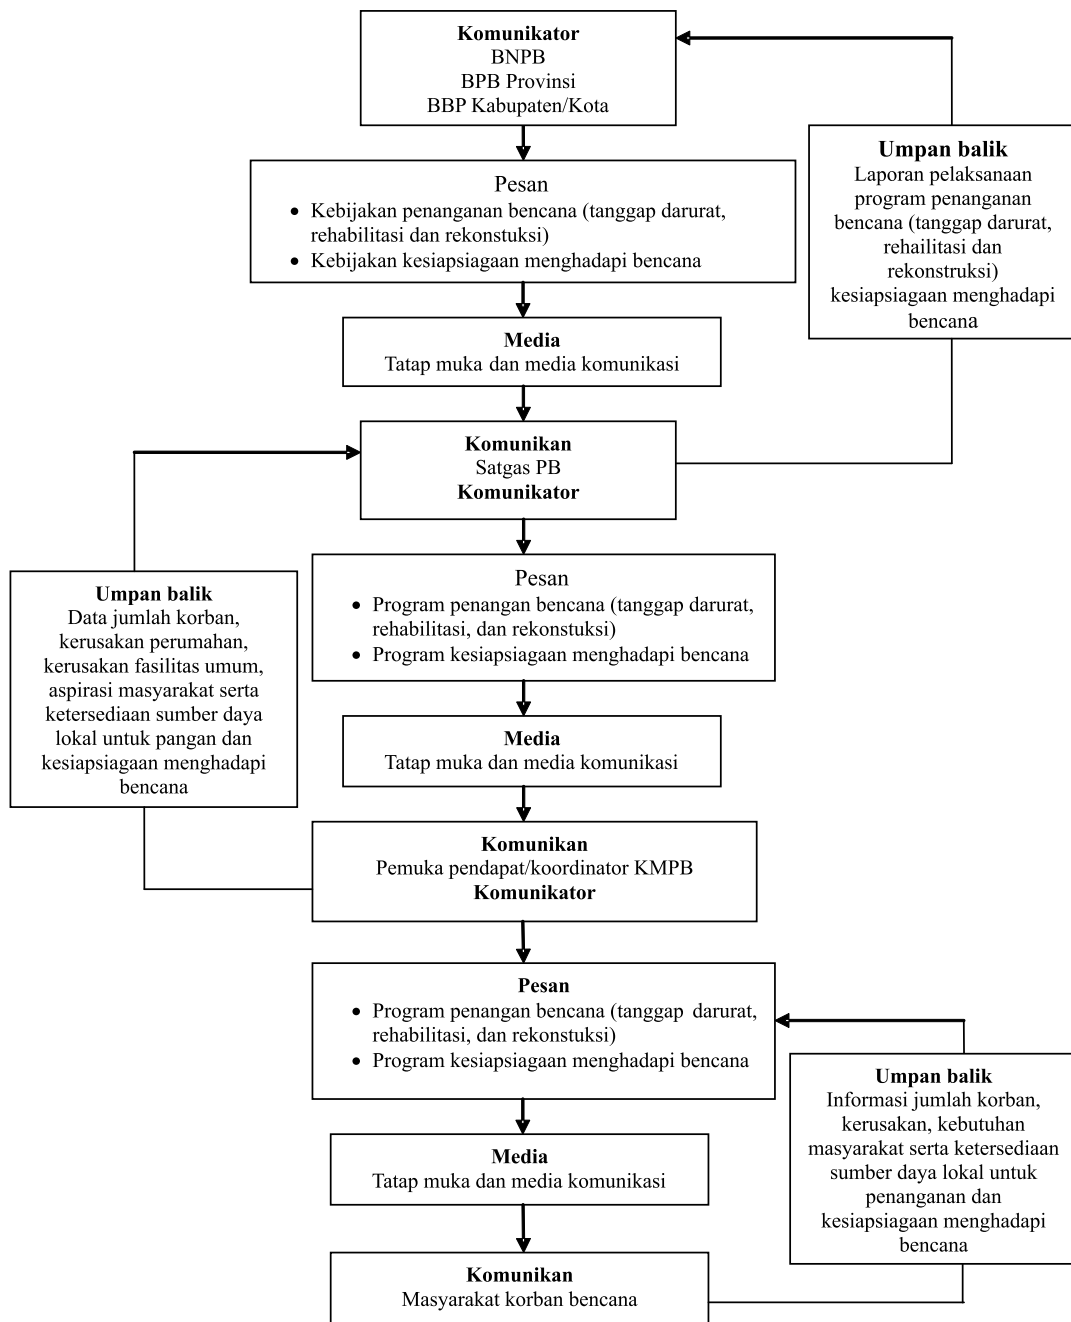 Komunikator
BNPB
BPB Provinsi
BBP Kabupaten/Kota
Umpan balik
Laporan pelaksanaan
program penanganan
bencana (tanggap darurat,
rehailitasi dan
rekonstruksi)
kesiapsiagaan menghadapi
bencana
Pesan
• Kebijakan penanganan bencana (tanggap darurat,
rehabilitasi dan rekonstuksi)
• Kebijakan kesiapsiagaan menghadapi bencana
Media
Tatap muka dan media komunikasi
Komunikan
Satgas PB
Komunikator
Umpan balik
Data jumlah korban,
kerusakan perumahan,
kerusakan fasilitas umum,
aspirasi masyarakat serta
ketersediaan sumber daya
lokal untuk pangan dan
kesiapsiagaan menghadapi
bencana
Pesan
• Program penangan bencana (tanggap darurat,
rehabilitasi, dan rekonstuksi)
• Program kesiapsiagaan menghadapi bencana
Media
Tatap muka dan media komunikasi
Komunikan
Pemuka pendapat/koordinator KMPB
Komunikator
Pesan
• Program penangan bencana (tanggap darurat,
rehabilitasi, dan rekonstuksi)
• Program kesiapsiagaan menghadapi bencana
Umpan balik
Informasi jumlah korban,
kerusakan, kebutuhan
masyarakat serta ketersediaan
sumber daya lokal untuk
penanganan dan
kesiapsiagaan menghadapi
bencana
Media
Tatap muka dan media komunikasi
Komunikan
Masyarakat korban bencana